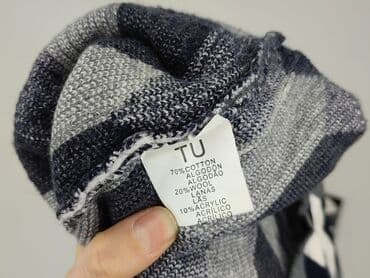 TU
70%COTTON
ALGODON
ALGODÃO
20%WOOL
LANAS
LÃS
10%ACRYLIC
ACRILICO
ACRÍLICO